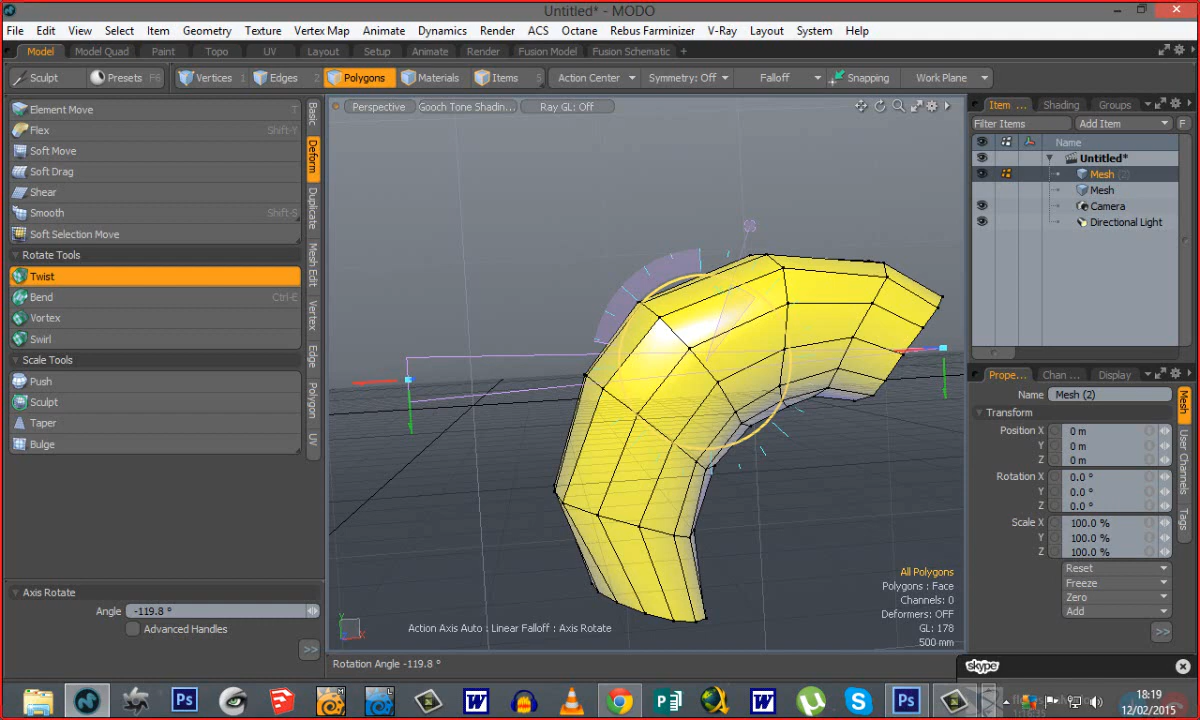 Untitled* - MODO
File Edit View Select Item Geometry Texture Vertex Map Animate Dynamics Render ACS Octane Rebus Farminizer V-Ray Layout System Help
Model Model Quad Paint Topo UV Layout Setup Animate Render Fusion Model Fusion Schematic +
Sculpt Presets F6 Vertices 1 Edges 2 Polygons Materials Items 5 Action Center Symmetry: Off Falloff Snapping Work Plane
Element Move T
Flex Shift-Y
Soft Move
Soft Drag
Shear
Smooth Shift-S
Soft Selection Move
Rotate Tools
Twist
Bend Ctrl-E
Vortex
Swirl
Scale Tools
Push
Sculpt
Taper
Bulge
Basic
Deform
Duplicate
Mesh Edit
Vertex
Edge
Polygon
UV
Axis Rotate
Angle -119.8 °
Advanced Handles
>>
Perspective Gooch Tone Shadin... Ray GL: Off
All Polygons
Polygons : Face
Channels: 0
Deformers: OFF
GL: 178
500 mm
Action Axis Auto : Linear Falloff : Axis Rotate
Rotation Angle -119.8 °
Item ... Shading Groups
Filter Items Add Item F
Name
Untitled*
Mesh (2)
Mesh
Camera
Directional Light
Prope... Chan ... Display
Name Mesh (2)
Transform
Position X 0 m
Y 0 m
Z 0 m
Rotation X 0.0 °
Y 0.0 °
Z 0.0 °
Scale X 100.0 %
Y 100.0 %
Z 100.0 %
Reset
Freeze
Zero
Add
>>
Mesh
User Channels
Tags
skype
Ps W W Ps
18:19
12/02/2015